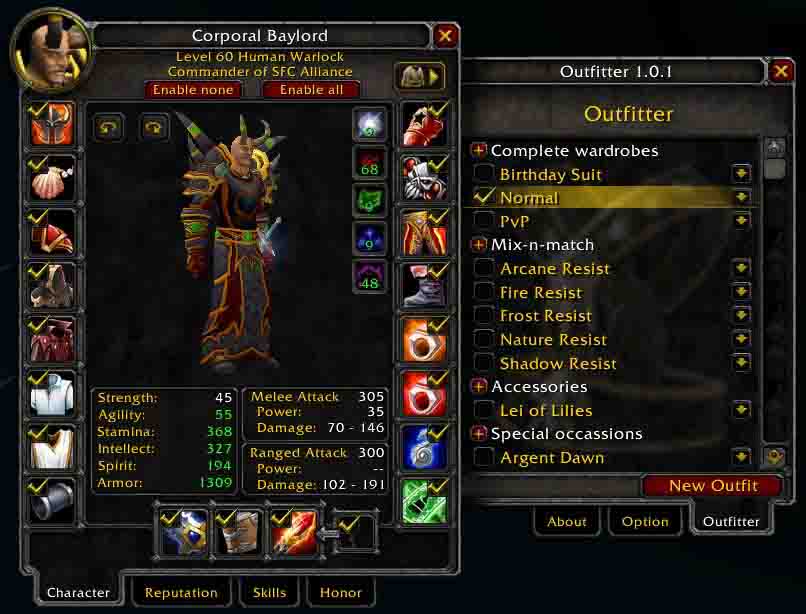 Corporal Baylord
Level 60 Human Warlock
Commander of SFC Alliance
Enable none
Enable all
9
68
9
9
48
Strength: 45
Agility: 55
Stamina: 368
Intellect: 327
Spirit: 194
Armor: 1309
Melee Attack 305
Power: 35
Damage: 70 - 146
Ranged Attack 300
Power: --
Damage: 102 - 191
Character
Reputation
Skills
Honor
Outfitter 1.0.1
Outfitter
Complete wardrobes
Birthday Suit
Normal
PvP
Mix-n-match
Arcane Resist
Fire Resist
Frost Resist
Nature Resist
Shadow Resist
Accessories
Lei of Lilies
Special occassions
Argent Dawn
New Outfit
About
Option
Outfitter